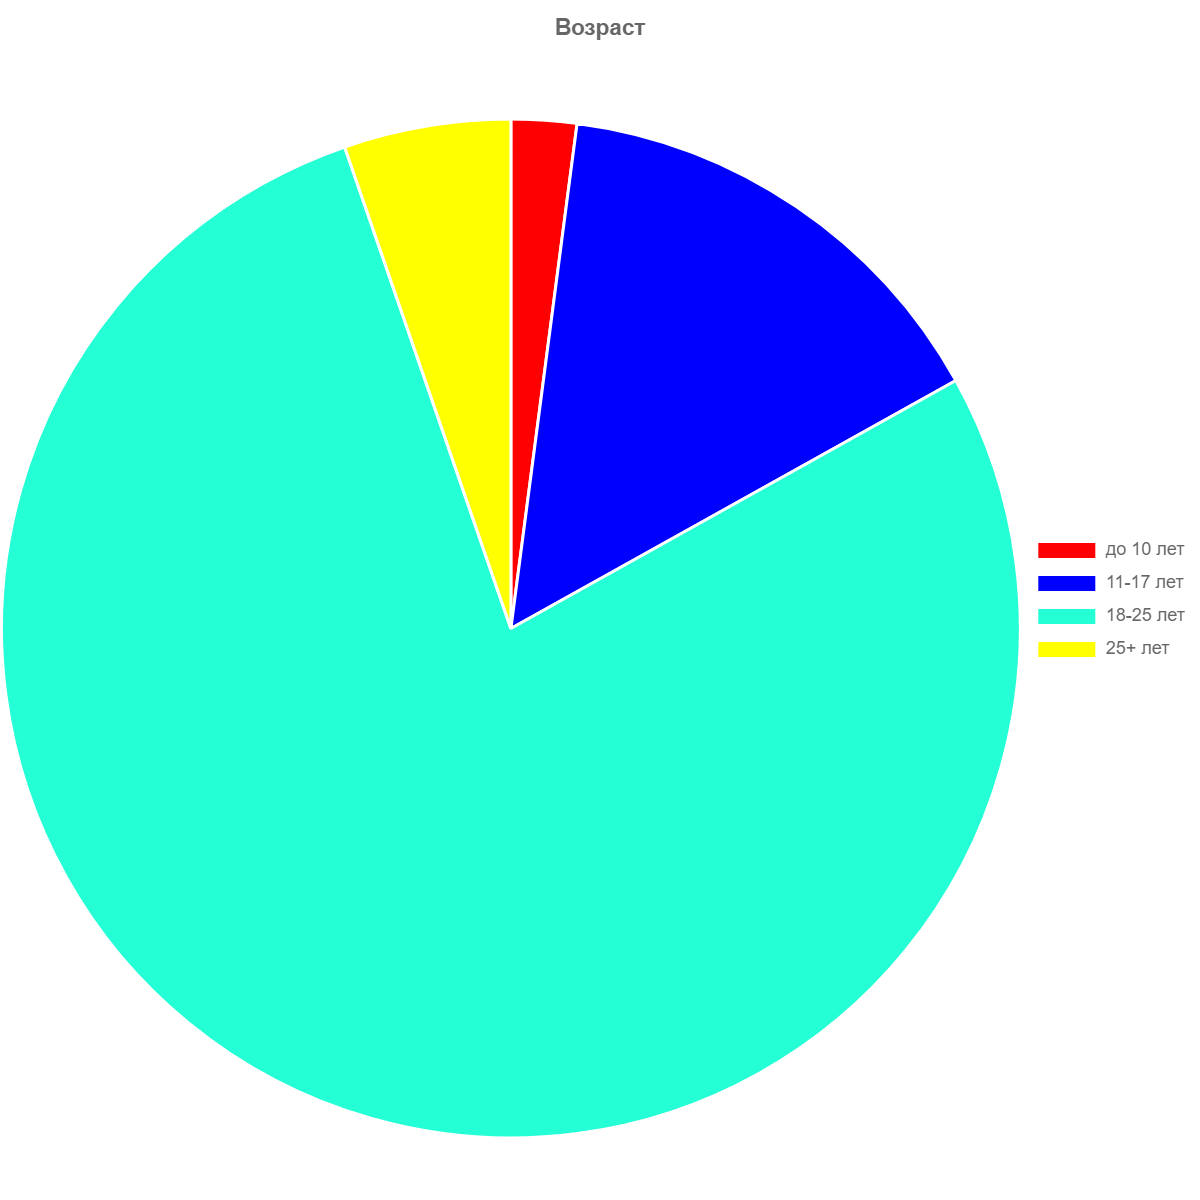 Возраст
до 10 лет
11-17 лет
18-25 лет
25+ лет